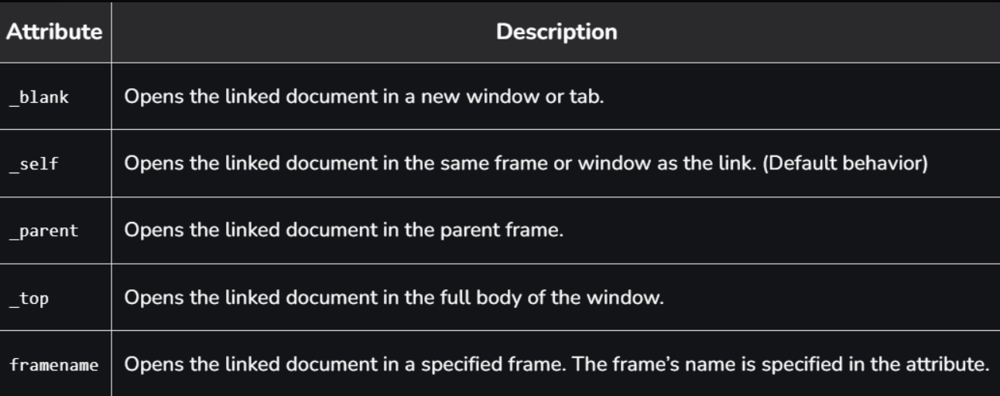 Attribute Description
_blank Opens the linked document in a new window or tab.
_self Opens the linked document in the same frame or window as the link. (Default behavior)
_parent Opens the linked document in the parent frame.
_top Opens the linked document in the full body of the window.
framename Opens the linked document in a specified frame. The frame’s name is specified in the attribute.